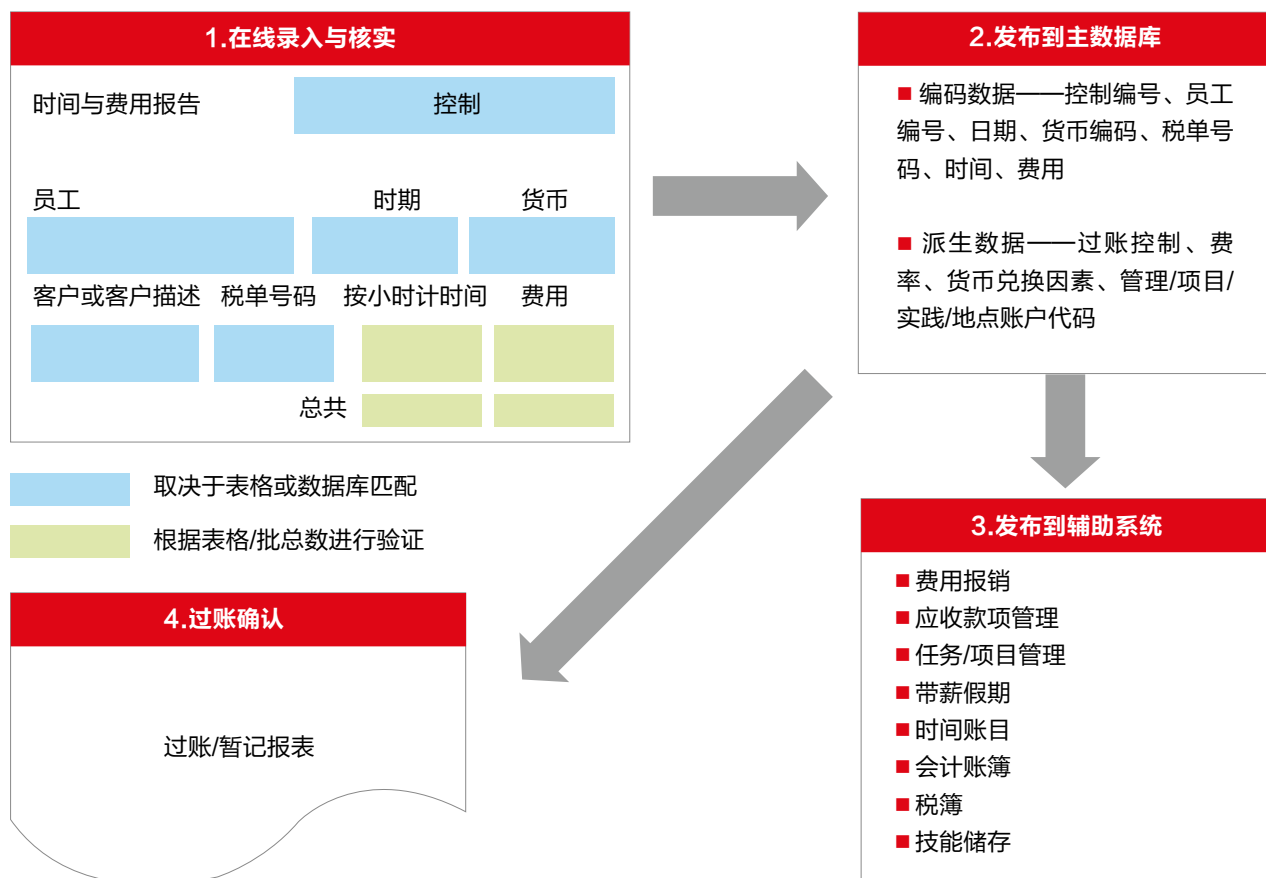 1.在线录入与核实
时间与费用报告
控制
员工
时期
货币
客户或客户描述
税单号码
按小时计时间
费用
总共
取决于表格或数据库匹配
根据表格/批总数进行验证
2.发布到主数据库
■ 编码数据——控制编号、员工
编号、日期、货币编码、税单号
码、时间、费用
■ 派生数据——过账控制、费
率、货币兑换因素、管理/项目/
实践/地点账户代码
3.发布到辅助系统
■ 费用报销
■ 应收款项管理
■ 任务/项目管理
■ 带薪假期
■ 时间账目
■ 会计账簿
■ 税簿
■ 技能储存
4.过账确认
过账/暂记报表